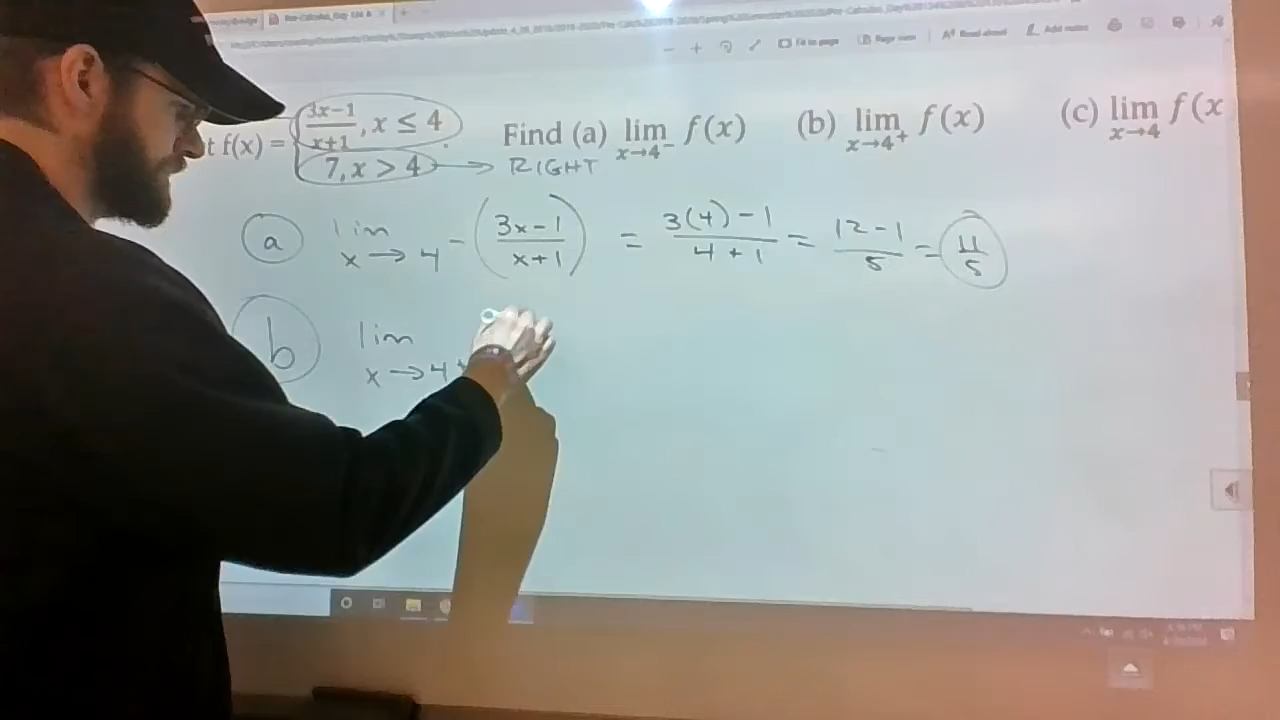 t f(x) = { 3x−1/x+1, x ≤ 4 Find (a) lim x→4− f(x) (b) lim x→4+ f(x) (c) lim x→4 f(x
7, x > 4 → RIGHT
a lim x→4 − (3x−1/x+1) = 3(4)−1/4+1 = 12−1/5 = 11/5
b lim x→4+